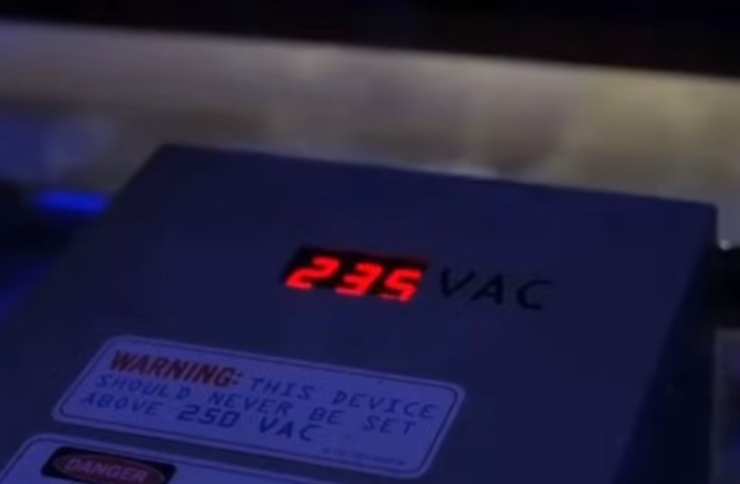 235 VAC
WARNING: THIS DEVICE
SHOULD NEVER BE SET
ABOVE 250 VAC
DANGER